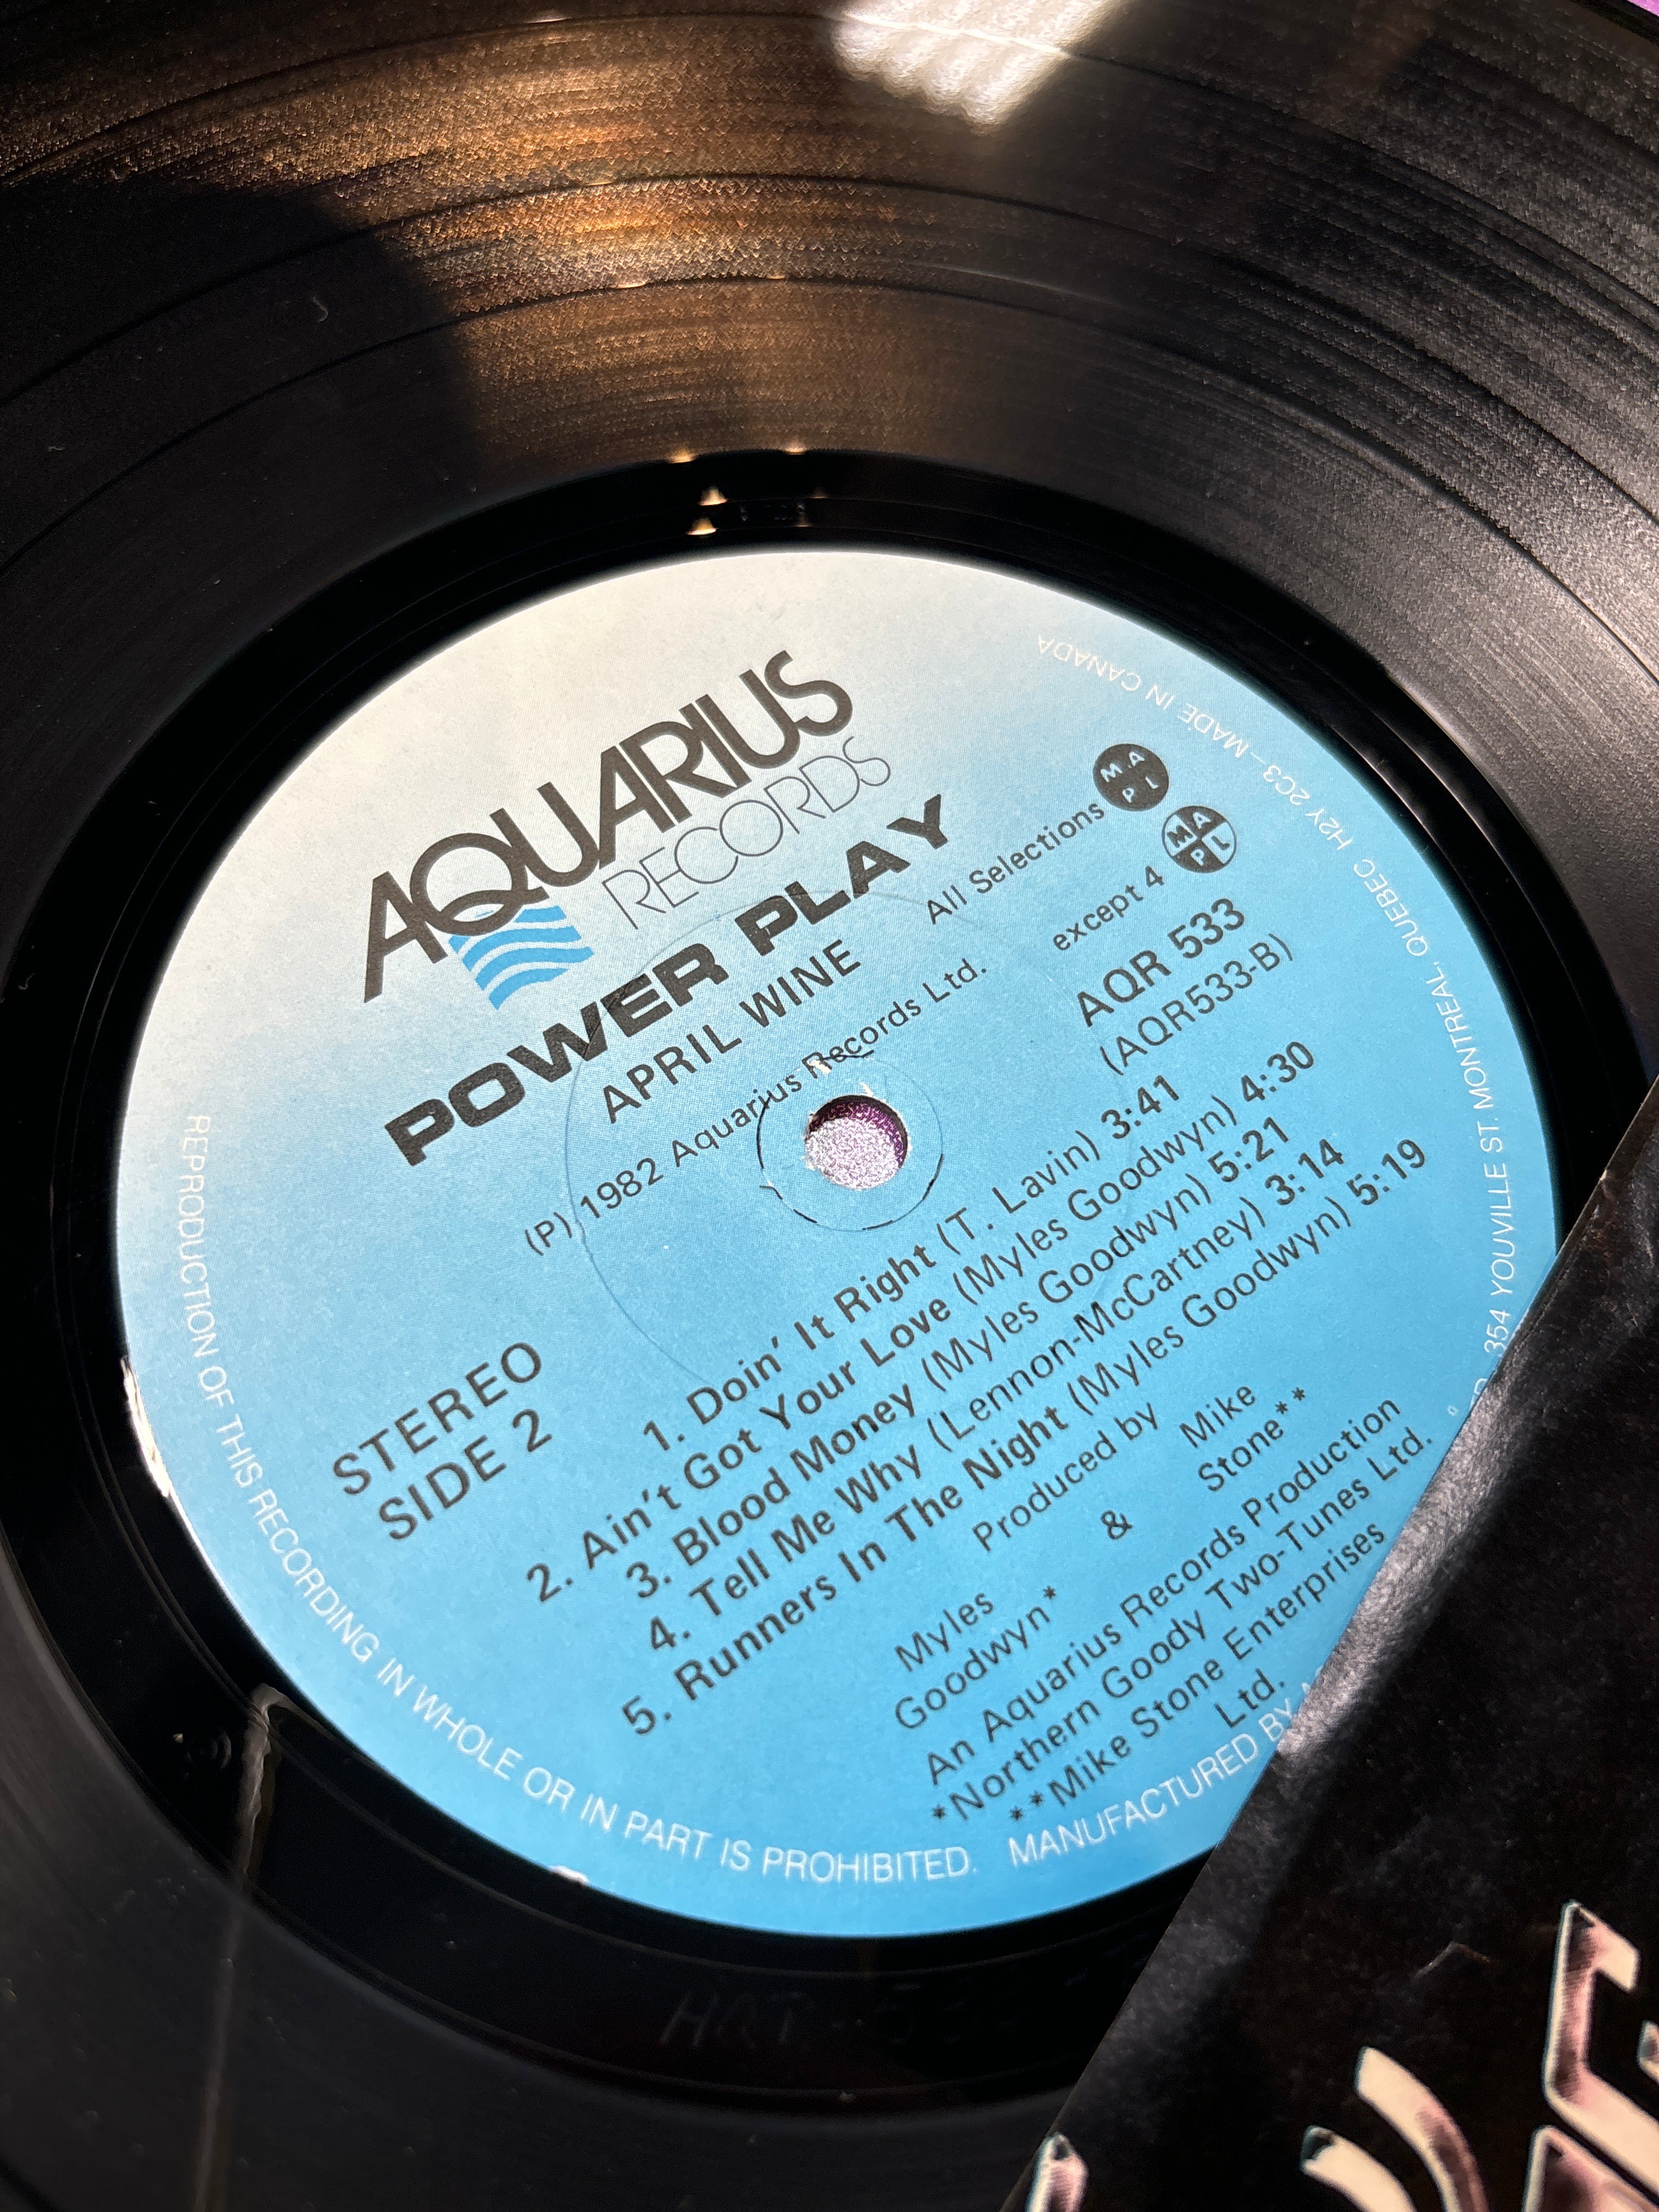 AQUARIUS
RECORDS
POWER PLAY
APRIL WINE
(P) 1982 Aquarius Records Ltd.
All Selections MAPL
except 4 MAPL
AQR 533
(AQR533-B)
STEREO
SIDE 2
1. Doin' It Right (T. Lavin) 3:41
2. Ain't Got Your Love (Myles Goodwyn) 4:30
3. Blood Money (Myles Goodwyn) 5:21
4. Tell Me Why (Lennon-McCartney) 3:14
5. Runners In The Night (Myles Goodwyn) 5:19
Produced by
Myles Goodwyn* & Mike Stone**
An Aquarius Records Production
*Northern Goody Two-Tunes Ltd.
**Mike Stone Enterprises
Ltd.
REPRODUCTION OF THIS RECORDING IN WHOLE OR IN PART IS PROHIBITED. MANUFACTURED BY
354 YOUVILLE ST. MONTREAL, QUEBEC H2Y 2C3–MADE IN CANADA